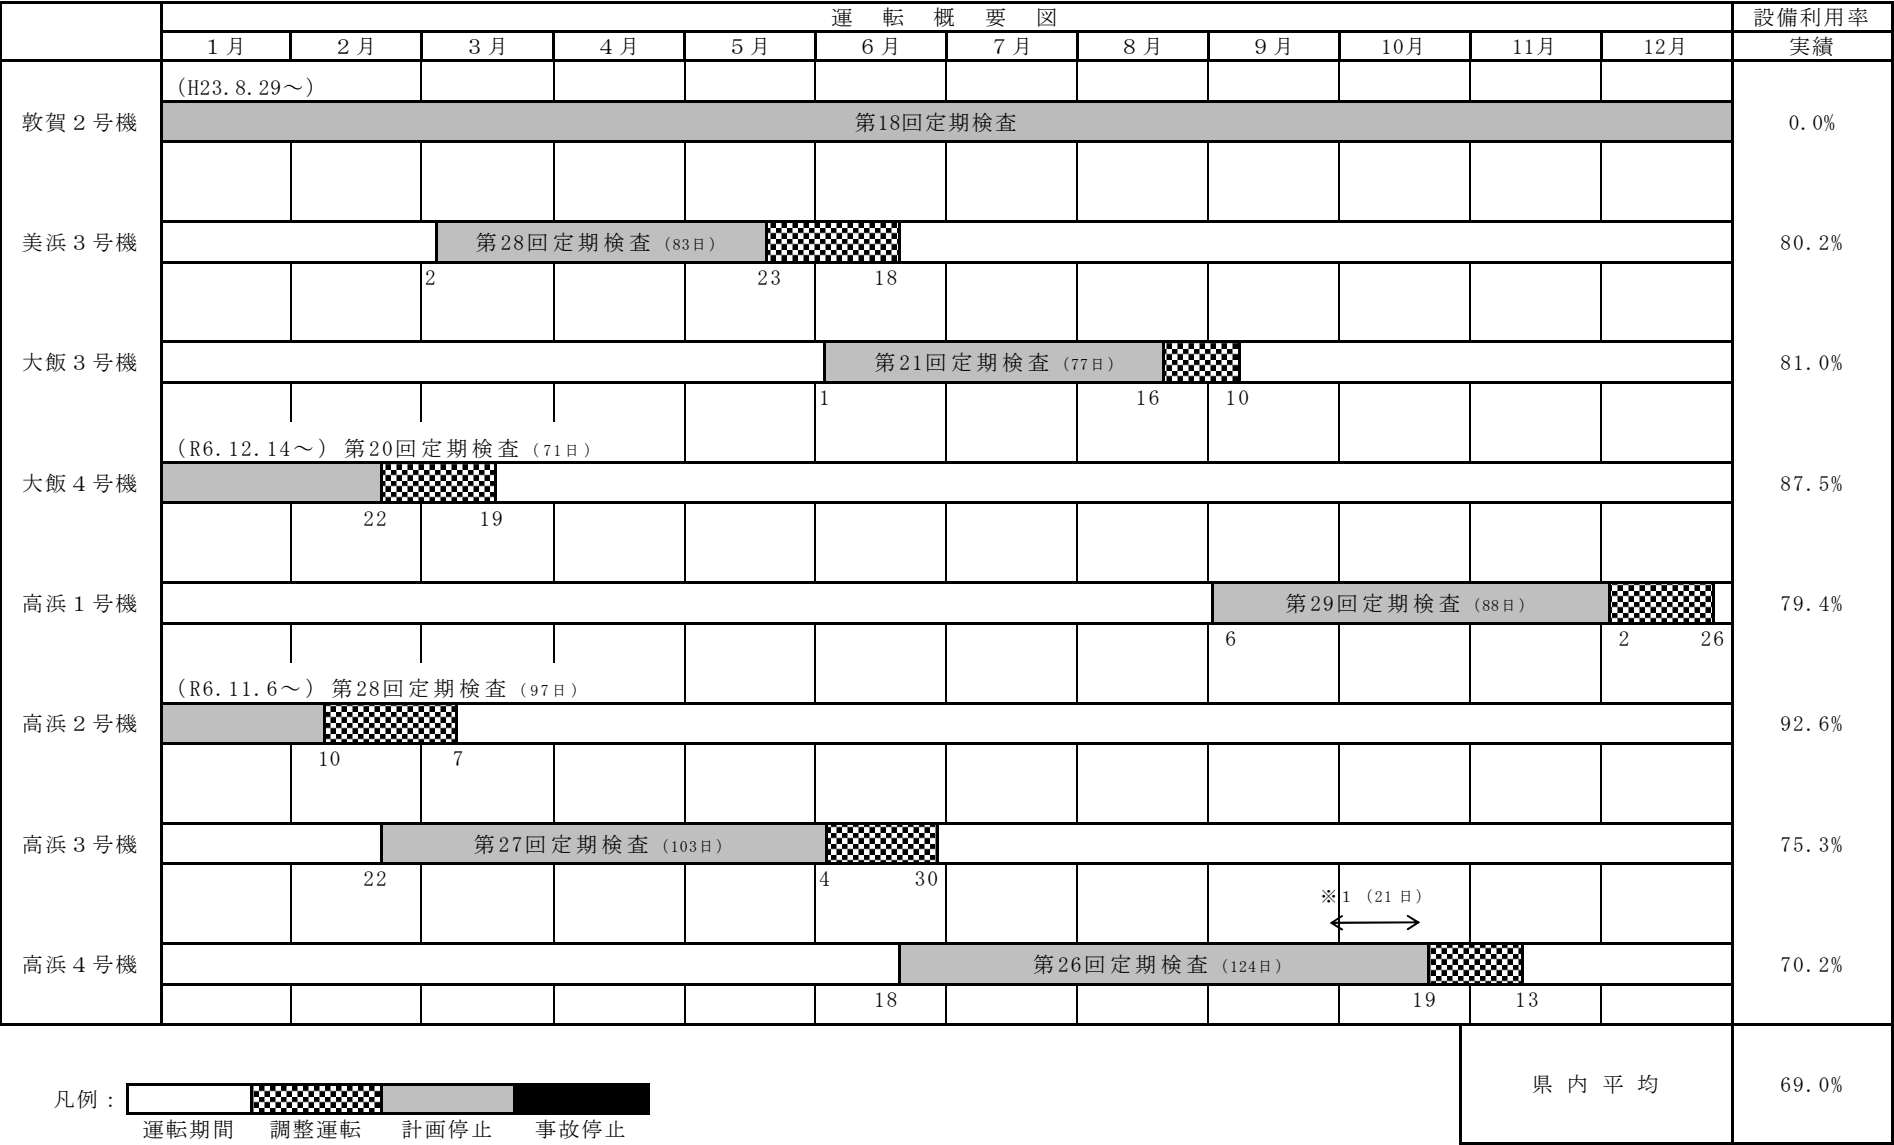 運転概要図 設備利用率
１月 ２月 ３月 ４月 ５月 ６月 ７月 ８月 ９月 10月 11月 12月 実績
(H23.8.29～)
敦賀２号機 第18回定期検査 0.0%
美浜３号機 第28回定期検査（83日） 80.2%
2 23 18
大飯３号機 第21回定期検査（77日） 81.0%
1 16 10
(R6.12.14～) 第20回定期検査（71日）
大飯４号機 87.5%
22 19
高浜１号機 第29回定期検査（88日） 79.4%
6 2 26
(R6.11.6～) 第28回定期検査（97日）
高浜２号機 92.6%
10 7
高浜３号機 第27回定期検査（103日） 75.3%
22 4 30
※１（21日）
高浜４号機 第26回定期検査（124日） 70.2%
18 19 13
県内平均 69.0%
凡例：
運転期間 調整運転 計画停止 事故停止